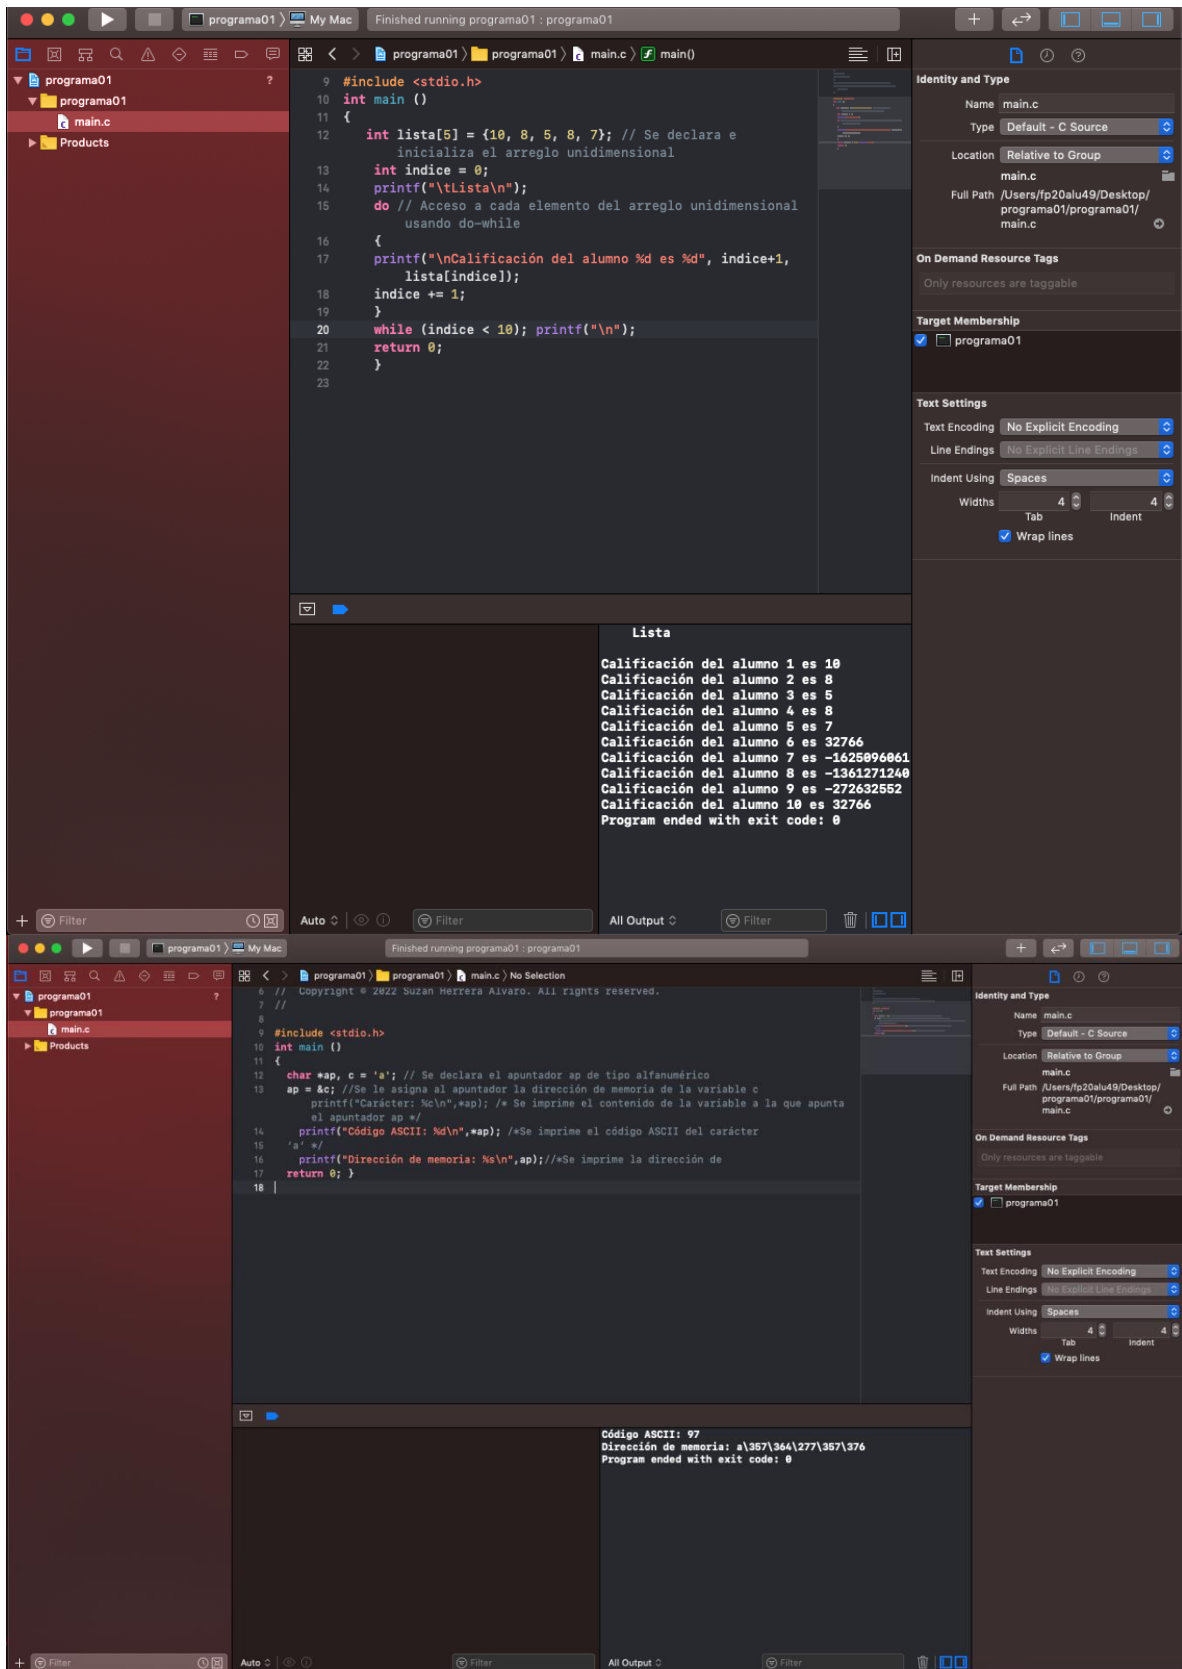 programa01 〉 My Mac
Finished running programa01 : programa01
programa01 〉 programa01 〉 main.c 〉 main()
programa01 ?
programa01
main.c
Products
9 #include <stdio.h>
10 int main ()
11 {
12 int lista[5] = {10, 8, 5, 8, 7}; // Se declara e
inicializa el arreglo unidimensional
13 int indice = 0;
14 printf("\tLista\n");
15 do // Acceso a cada elemento del arreglo unidimensional
usando do-while
16 {
17 printf("\nCalificación del alumno %d es %d", indice+1,
lista[indice]);
18 indice += 1;
19 }
20 while (indice < 10); printf("\n");
21 return 0;
22 }
23
Identity and Type
Name main.c
Type Default - C Source
Location Relative to Group
main.c
Full Path /Users/fp20alu49/Desktop/
programa01/programa01/
main.c
On Demand Resource Tags
Only resources are taggable
Target Membership
programa01
Text Settings
Text Encoding No Explicit Encoding
Line Endings No Explicit Line Endings
Indent Using Spaces
Widths 4 4
Tab Indent
Wrap lines
Lista
Calificación del alumno 1 es 10
Calificación del alumno 2 es 8
Calificación del alumno 3 es 5
Calificación del alumno 4 es 8
Calificación del alumno 5 es 7
Calificación del alumno 6 es 32766
Calificación del alumno 7 es -1625096061
Calificación del alumno 8 es -1361271240
Calificación del alumno 9 es -272632552
Calificación del alumno 10 es 32766
Program ended with exit code: 0
Filter
Auto
Filter
All Output
Filter
programa01 〉 My Mac
Finished running programa01 : programa01
programa01 〉 programa01 〉 main.c 〉 No Selection
programa01 ?
programa01
main.c
Products
6 // Copyright © 2022 Suzan Herrera Alvaro. All rights reserved.
7 //
8
9 #include <stdio.h>
10 int main ()
11 {
12 char *ap, c = 'a'; // Se declara el apuntador ap de tipo alfanumérico
13 ap = &c; //Se le asigna al apuntador la dirección de memoria de la variable c
printf("Carácter: %c\n",*ap); /* Se imprime el contenido de la variable a la que apunta
el apuntador ap */
14 printf("Código ASCII: %d\n",*ap); /*Se imprime el código ASCII del carácter
15 'a' */
16 printf("Dirección de memoria: %s\n",ap);//*Se imprime la dirección de
17 return 0; }
18
Identity and Type
Name main.c
Type Default - C Source
Location Relative to Group
main.c
Full Path /Users/fp20alu49/Desktop/
programa01/programa01/
main.c
On Demand Resource Tags
Only resources are taggable
Target Membership
programa01
Text Settings
Text Encoding No Explicit Encoding
Line Endings No Explicit Line Endings
Indent Using Spaces
Widths 4 4
Tab Indent
Wrap lines
Código ASCII: 97
Dirección de memoria: a\357\364\277\357\376
Program ended with exit code: 0
Filter
Auto
Filter
All Output
Filter